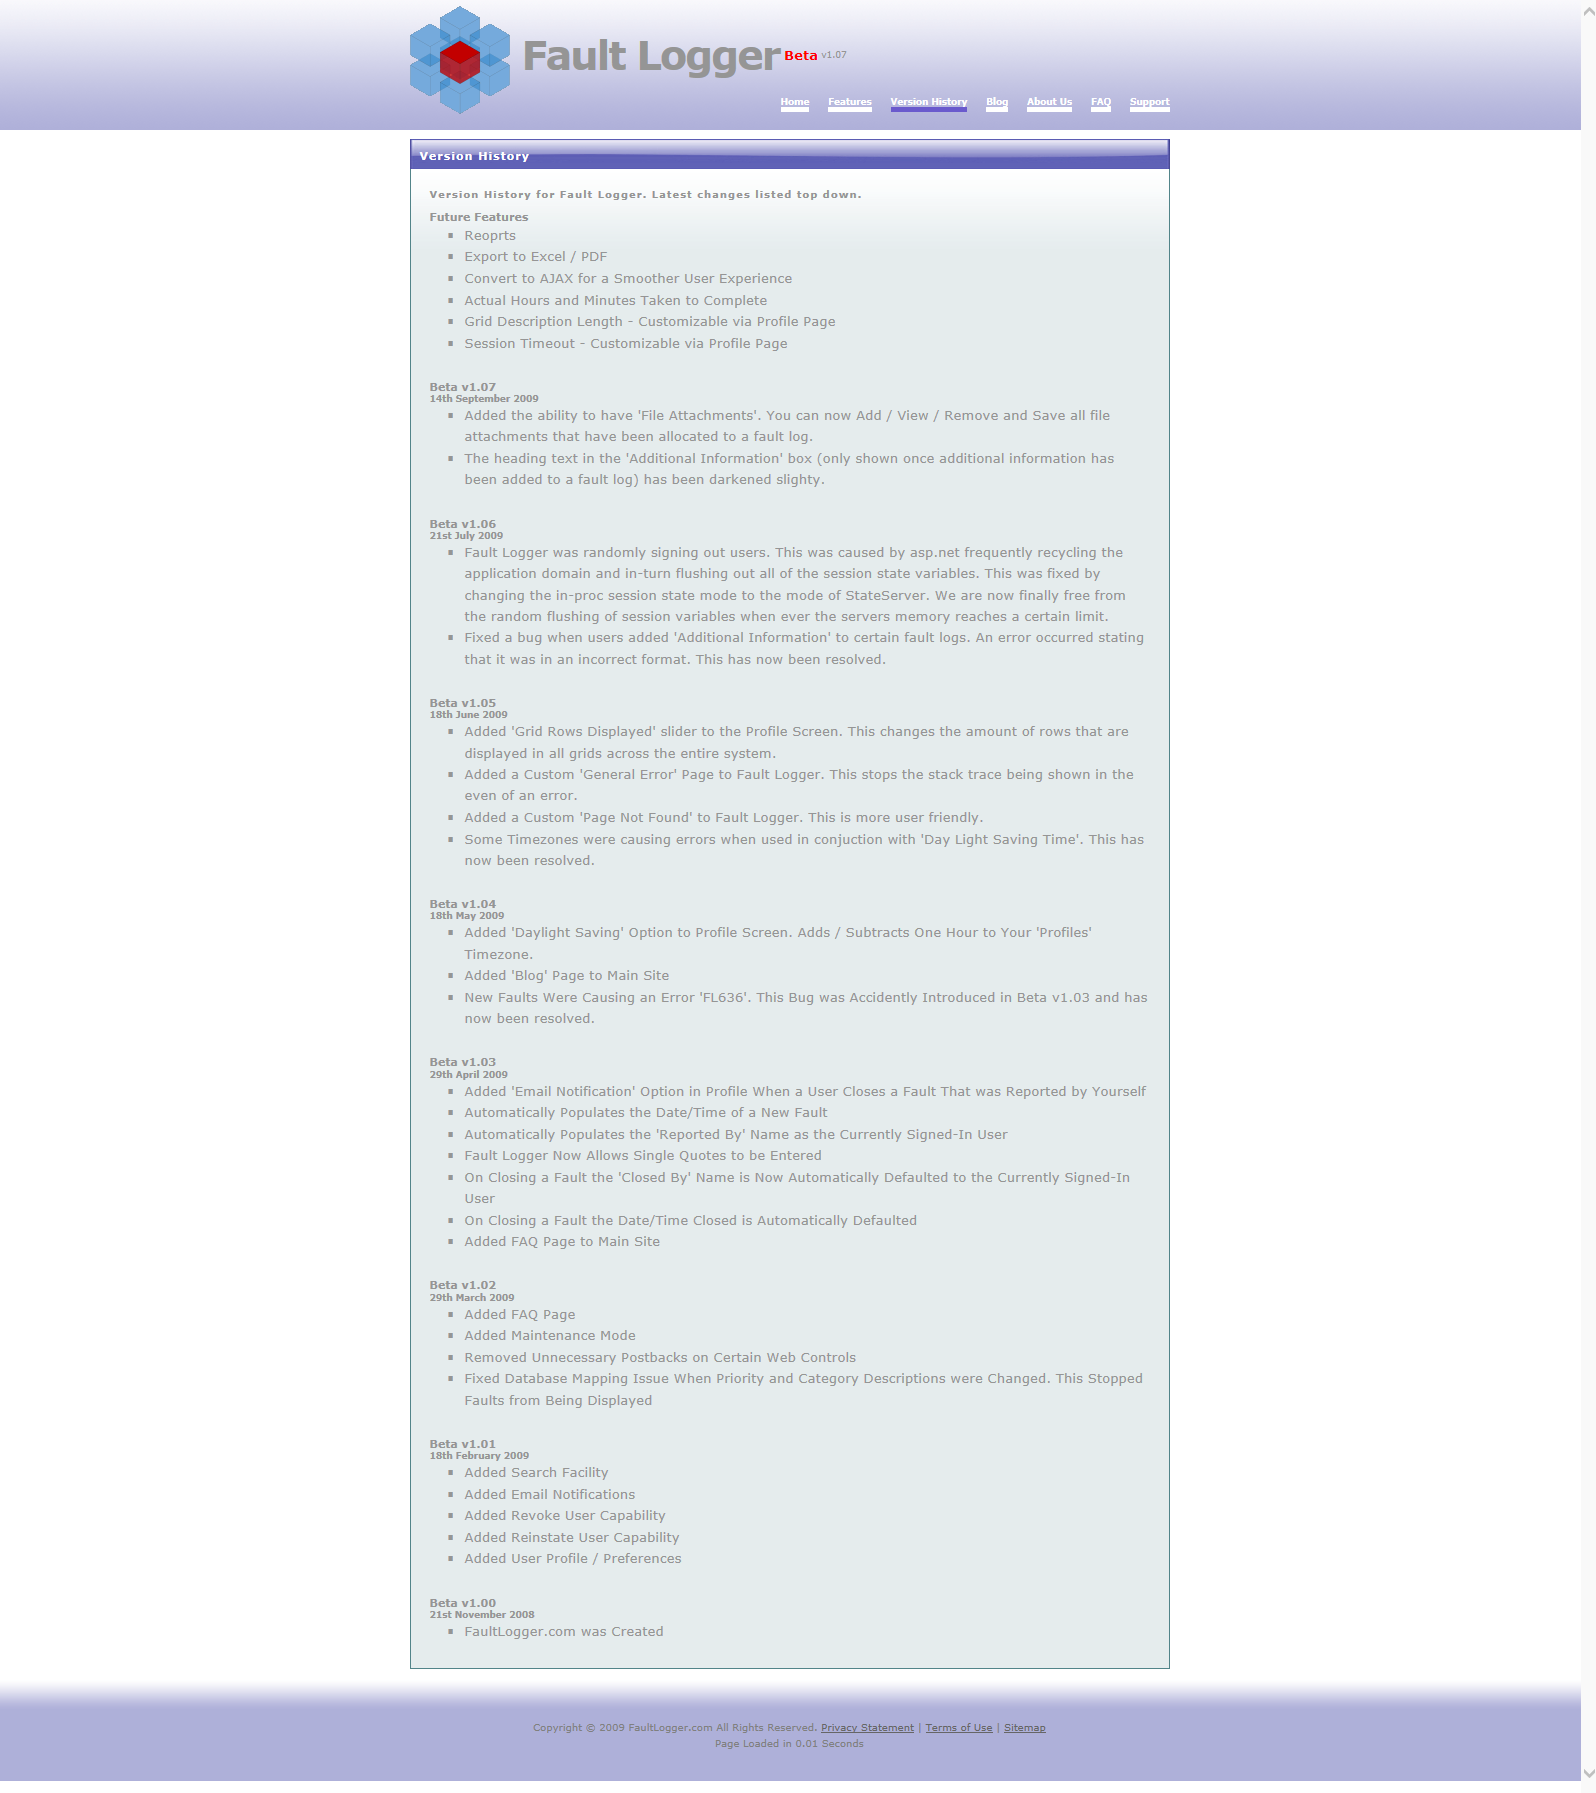 Fault Logger Beta v1.07
Home Features Version History Blog About Us FAQ Support
Version History
Version History for Fault Logger. Latest changes listed top down.
Future Features
Reoprts
Export to Excel / PDF
Convert to AJAX for a Smoother User Experience
Actual Hours and Minutes Taken to Complete
Grid Description Length - Customizable via Profile Page
Session Timeout - Customizable via Profile Page
Beta v1.07
14th September 2009
Added the ability to have 'File Attachments'. You can now Add / View / Remove and Save all file
attachments that have been allocated to a fault log.
The heading text in the 'Additional Information' box (only shown once additional information has
been added to a fault log) has been darkened slighty.
Beta v1.06
21st July 2009
Fault Logger was randomly signing out users. This was caused by asp.net frequently recycling the
application domain and in-turn flushing out all of the session state variables. This was fixed by
changing the in-proc session state mode to the mode of StateServer. We are now finally free from
the random flushing of session variables when ever the servers memory reaches a certain limit.
Fixed a bug when users added 'Additional Information' to certain fault logs. An error occurred stating
that it was in an incorrect format. This has now been resolved.
Beta v1.05
18th June 2009
Added 'Grid Rows Displayed' slider to the Profile Screen. This changes the amount of rows that are
displayed in all grids across the entire system.
Added a Custom 'General Error' Page to Fault Logger. This stops the stack trace being shown in the
even of an error.
Added a Custom 'Page Not Found' to Fault Logger. This is more user friendly.
Some Timezones were causing errors when used in conjuction with 'Day Light Saving Time'. This has
now been resolved.
Beta v1.04
18th May 2009
Added 'Daylight Saving' Option to Profile Screen. Adds / Subtracts One Hour to Your 'Profiles'
Timezone.
Added 'Blog' Page to Main Site
New Faults Were Causing an Error 'FL636'. This Bug was Accidently Introduced in Beta v1.03 and has
now been resolved.
Beta v1.03
29th April 2009
Added 'Email Notification' Option in Profile When a User Closes a Fault That was Reported by Yourself
Automatically Populates the Date/Time of a New Fault
Automatically Populates the 'Reported By' Name as the Currently Signed-In User
Fault Logger Now Allows Single Quotes to be Entered
On Closing a Fault the 'Closed By' Name is Now Automatically Defaulted to the Currently Signed-In
User
On Closing a Fault the Date/Time Closed is Automatically Defaulted
Added FAQ Page to Main Site
Beta v1.02
29th March 2009
Added FAQ Page
Added Maintenance Mode
Removed Unnecessary Postbacks on Certain Web Controls
Fixed Database Mapping Issue When Priority and Category Descriptions were Changed. This Stopped
Faults from Being Displayed
Beta v1.01
18th February 2009
Added Search Facility
Added Email Notifications
Added Revoke User Capability
Added Reinstate User Capability
Added User Profile / Preferences
Beta v1.00
21st November 2008
FaultLogger.com was Created
Copyright © 2009 FaultLogger.com All Rights Reserved. Privacy Statement | Terms of Use | Sitemap
Page Loaded in 0.01 Seconds